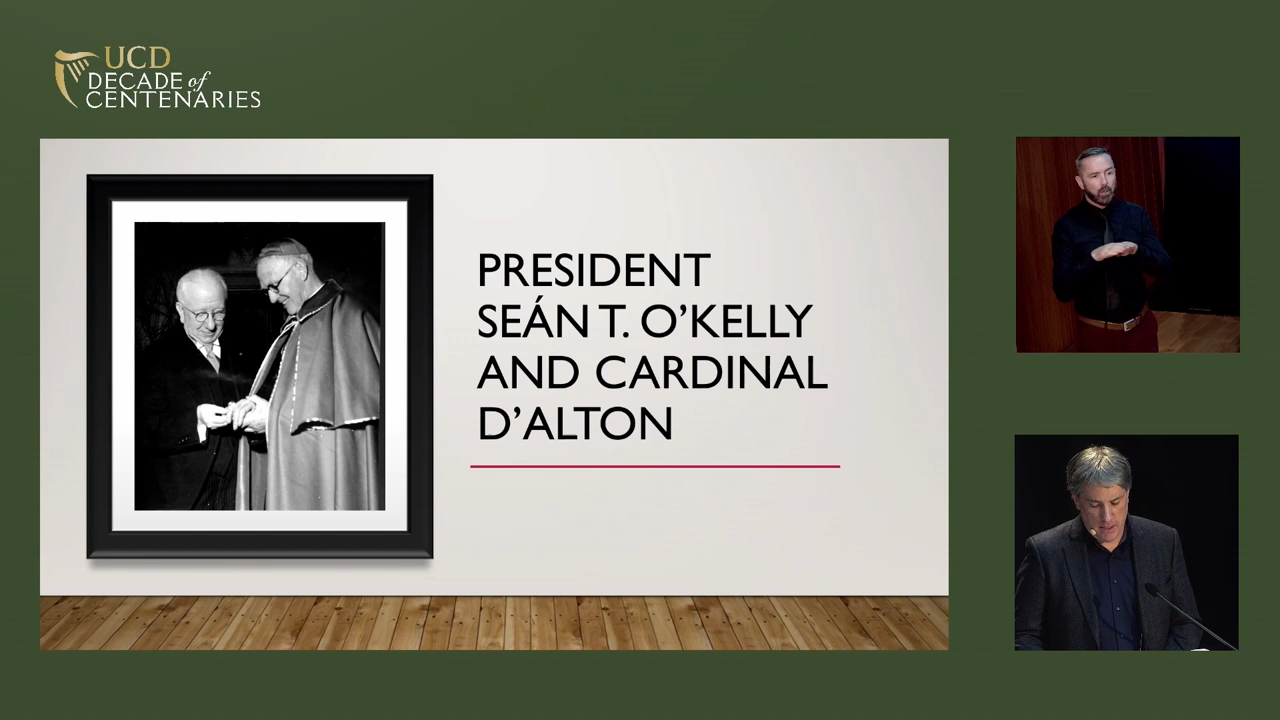 UCD
DECADE of
CENTENARIES
PRESIDENT
SEÁN T. O’KELLY
AND CARDINAL
D’ALTON